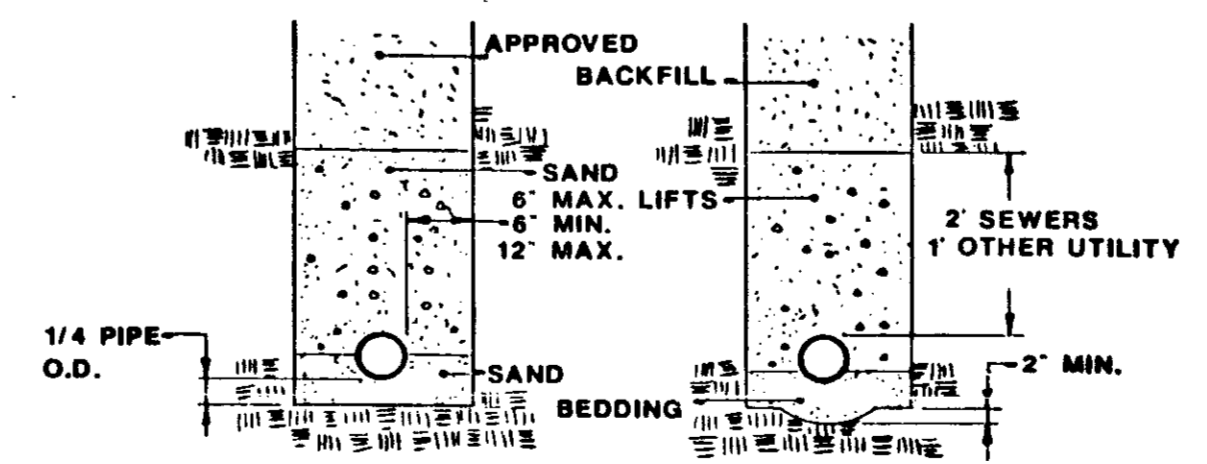 APPROVED
BACKFILL
SAND
6" MAX. LIFTS
6" MIN.
12" MAX.
2' SEWERS
1' OTHER UTILITY
1/4 PIPE
O.D.
SAND
2" MIN.
BEDDING